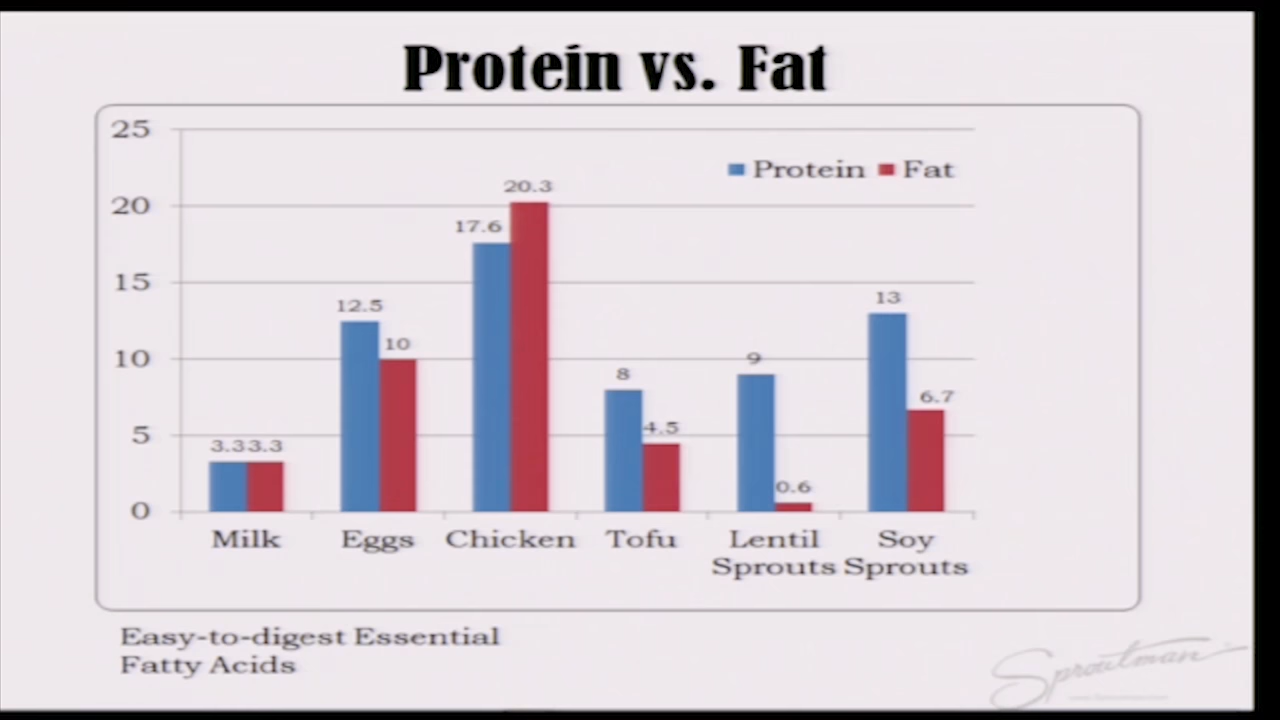 Protein vs. Fat
25
20
15
10
5
0
Protein Fat
3.3 3.3
12.5 10
17.6 20.3
8 4.5
9 0.6
13 6.7
Milk
Eggs
Chicken
Tofu
Lentil
Sprouts
Soy
Sprouts
Easy-to-digest Essential
Fatty Acids
Sproutman